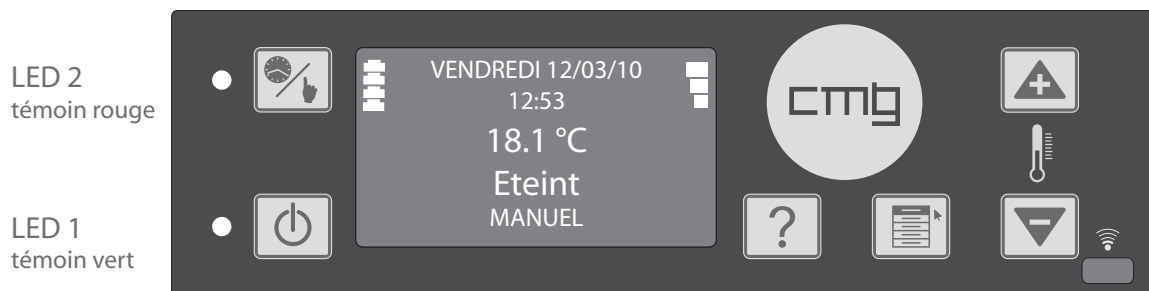 LED 2
témoin rouge
LED 1
témoin vert
VENDREDI 12/03/10
12:53
18.1 °C
Eteint
MANUEL
cmg
?